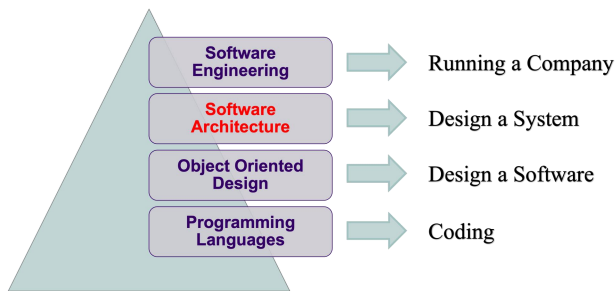 Software
Engineering
Running a Company
Software
Architecture
Design a System
Object Oriented
Design
Design a Software
Programming
Languages
Coding